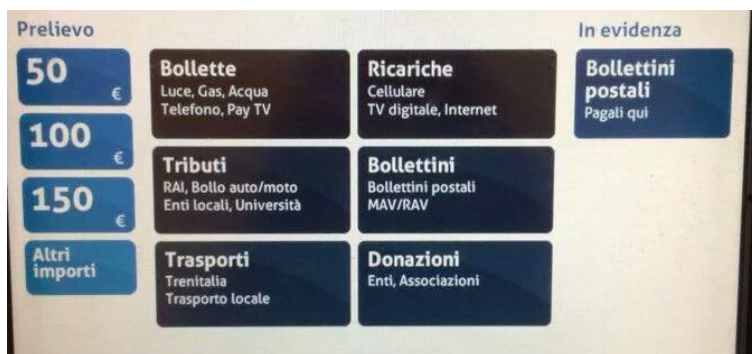 Prelievo
50
€
100
€
150
€
Altri
importi
Bollette
Luce, Gas, Acqua
Telefono, Pay TV
Ricariche
Cellulare
TV digitale, Internet
Tributi
RAI, Bollo auto/moto
Enti locali, Università
Bollettini
Bollettini postali
MAV/RAV
Trasporti
Trenitalia
Trasporto locale
Donazioni
Enti, Associazioni
In evidenza
Bollettini
postali
Pagali qui